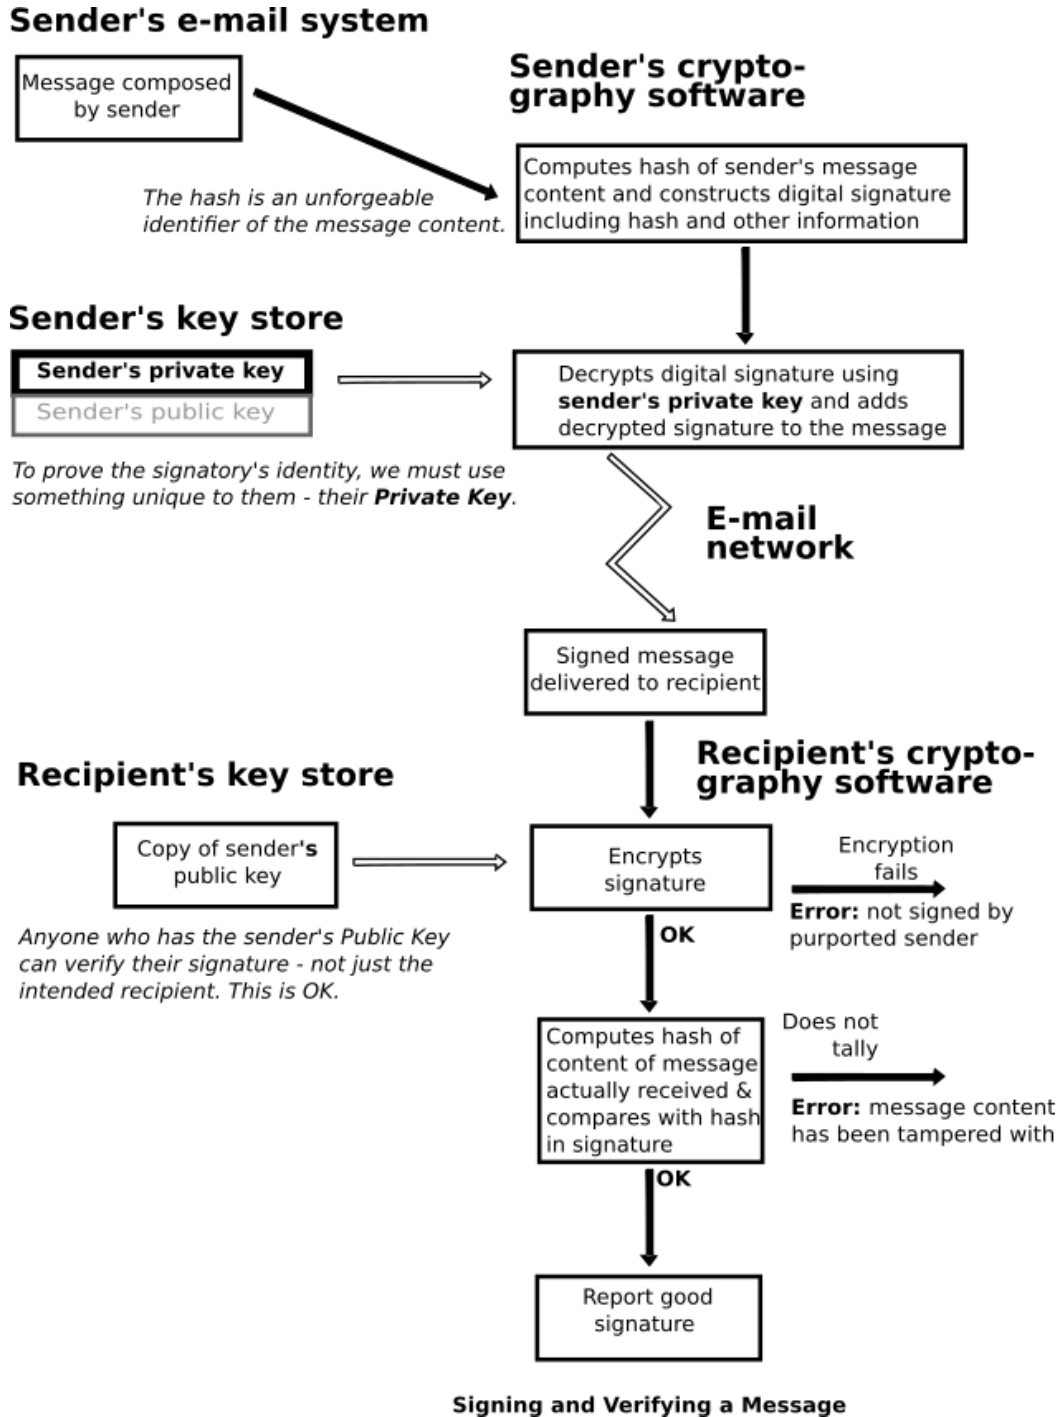 Sender's e-mail system
Message composed
by sender
Sender's crypto-
graphy software
Computes hash of sender's message
content and constructs digital signature
including hash and other information
The hash is an unforgeable
identifier of the message content.
Sender's key store
Sender's private key
Sender's public key
Decrypts digital signature using
sender's private key and adds
decrypted signature to the message
To prove the signatory's identity, we must use
something unique to them - their Private Key.
E-mail
network
Signed message
delivered to recipient
Recipient's crypto-
graphy software
Recipient's key store
Copy of sender's
public key
Encrypts
signature
Encryption
fails
Error: not signed by
purported sender
OK
Anyone who has the sender's Public Key
can verify their signature - not just the
intended recipient. This is OK.
Computes hash of
content of message
actually received &
compares with hash
in signature
Does not
tally
Error: message content
has been tampered with
OK
Report good
signature
Signing and Verifying a Message